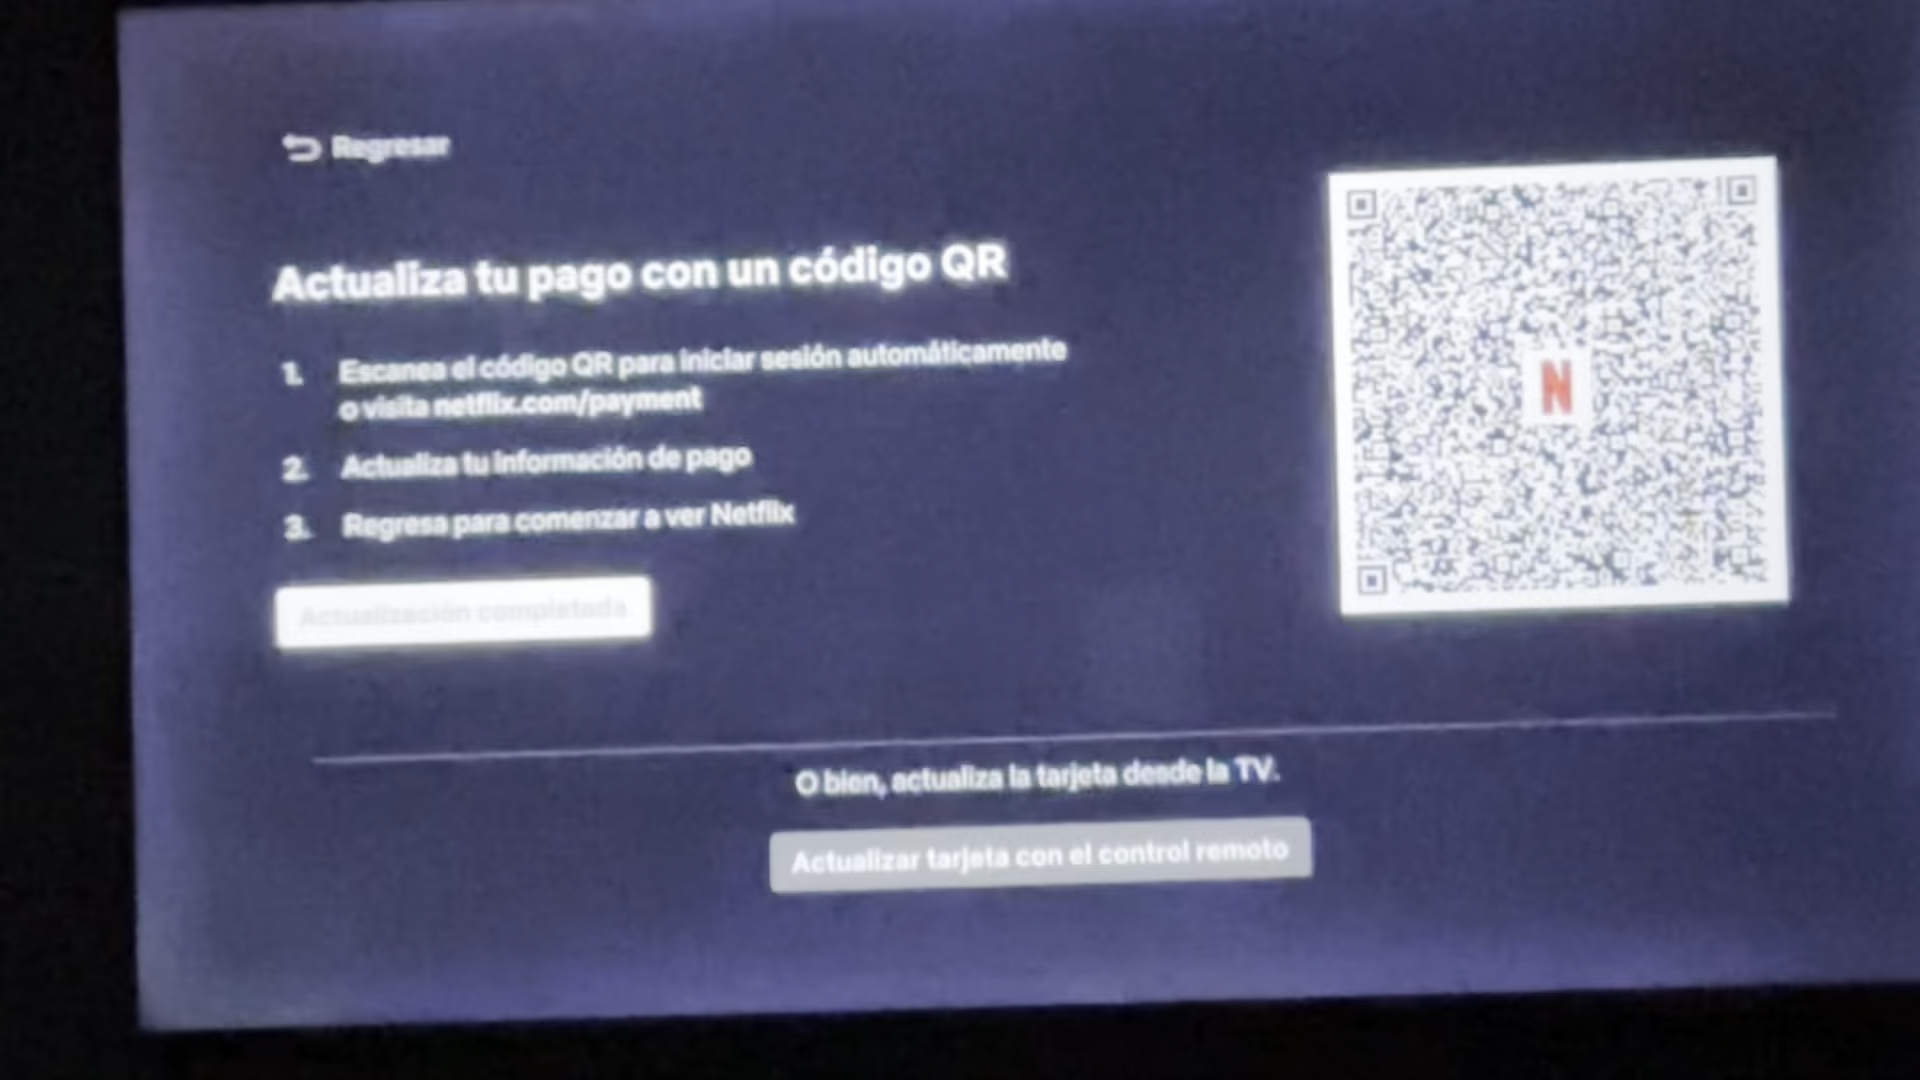 Regresar
Actualiza tu pago con un código QR
1. Escanea el código QR para iniciar sesión automáticamente
o visita netflix.com/payment
2. Actualiza tu información de pago
3. Regresa para comenzar a ver Netflix
Actualización completada
N
O bien, actualiza la tarjeta desde la TV.
Actualizar tarjeta con el control remoto